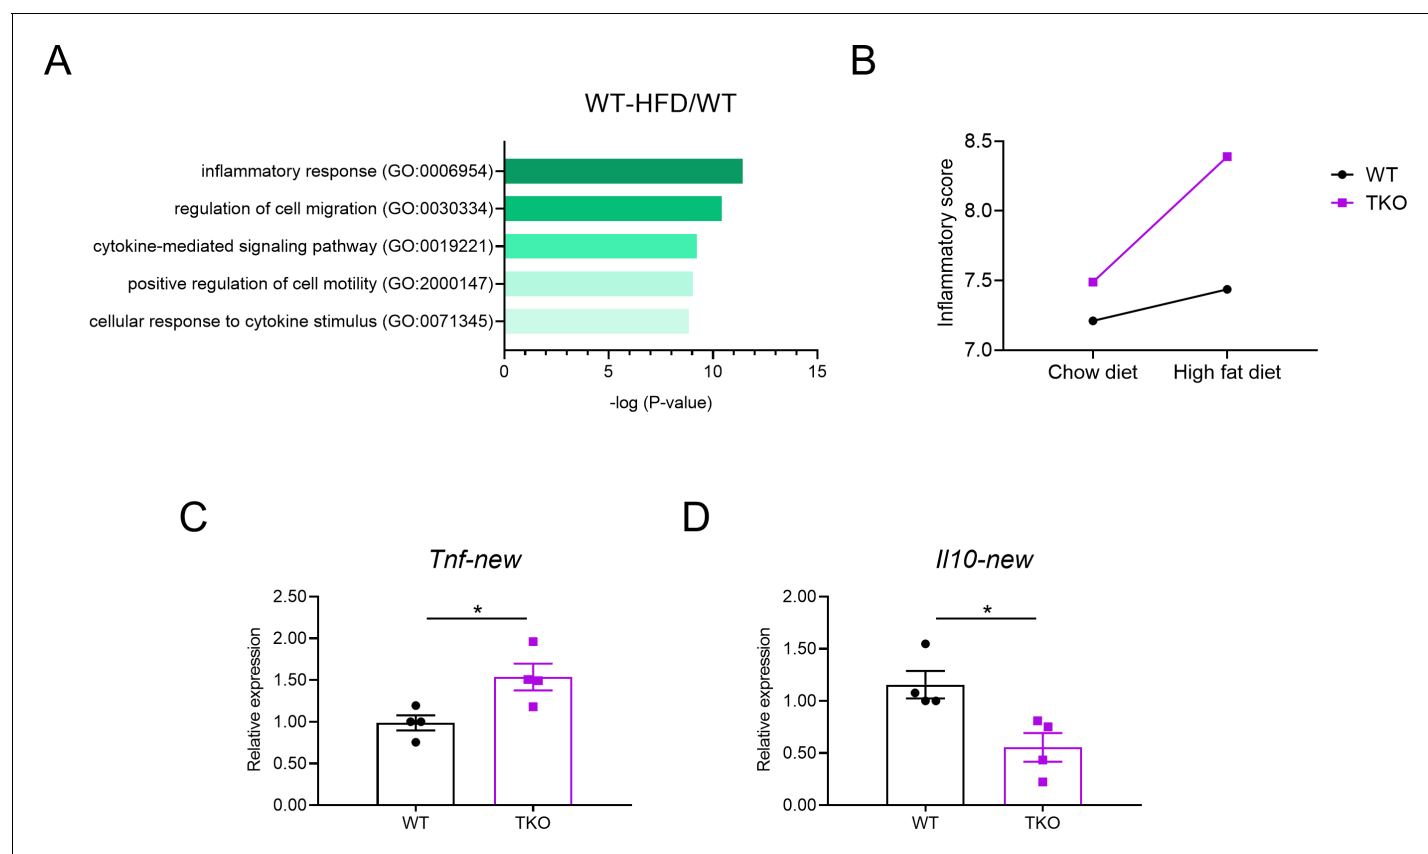 A
WT-HFD/WT
inflammatory response (GO:0006954)
regulation of cell migration (GO:0030334)
cytokine-mediated signaling pathway (GO:0019221)
positive regulation of cell motility (GO:2000147)
cellular response to cytokine stimulus (GO:0071345)
0 5 10 15
-log (P-value)
B
Inflammatory score
8.5
8.0
7.5
7.0
Chow diet High fat diet
WT
TKO
C
Tnf-new
Relative expression
2.50
2.00
1.50
1.00
0.50
0.00
*
WT TKO
D
Il10-new
Relative expression
2.00
1.50
1.00
0.50
0.00
*
WT TKO